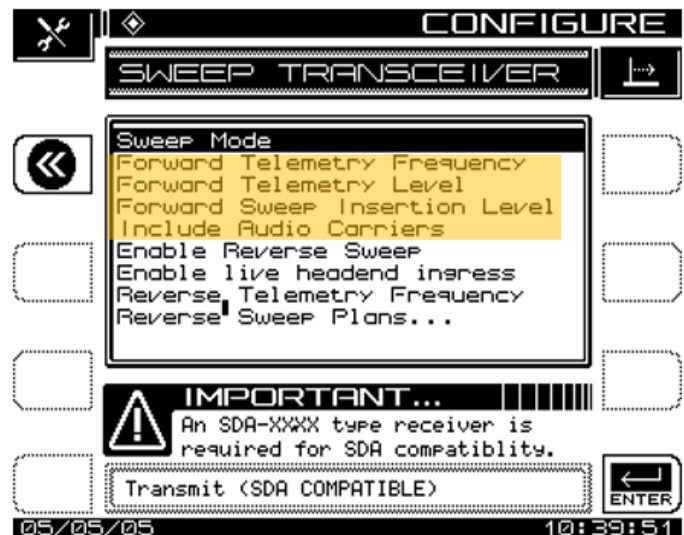 CONFIGURE
SWEEP TRANSCEIVER
Sweep Mode
Forward Telemetry Frequency
Forward Telemetry Level
Forward Sweep Insertion Level
Include Audio Carriers
Enable Reverse Sweep
Enable live headend ingress
Reverse Telemetry Frequency
Reverse Sweep Plans...
IMPORTANT...
An SDA-XXXX type receiver is
required for SDA compatiblity.
Transmit (SDA COMPATIBLE)
ENTER
05/05/05
10:39:51